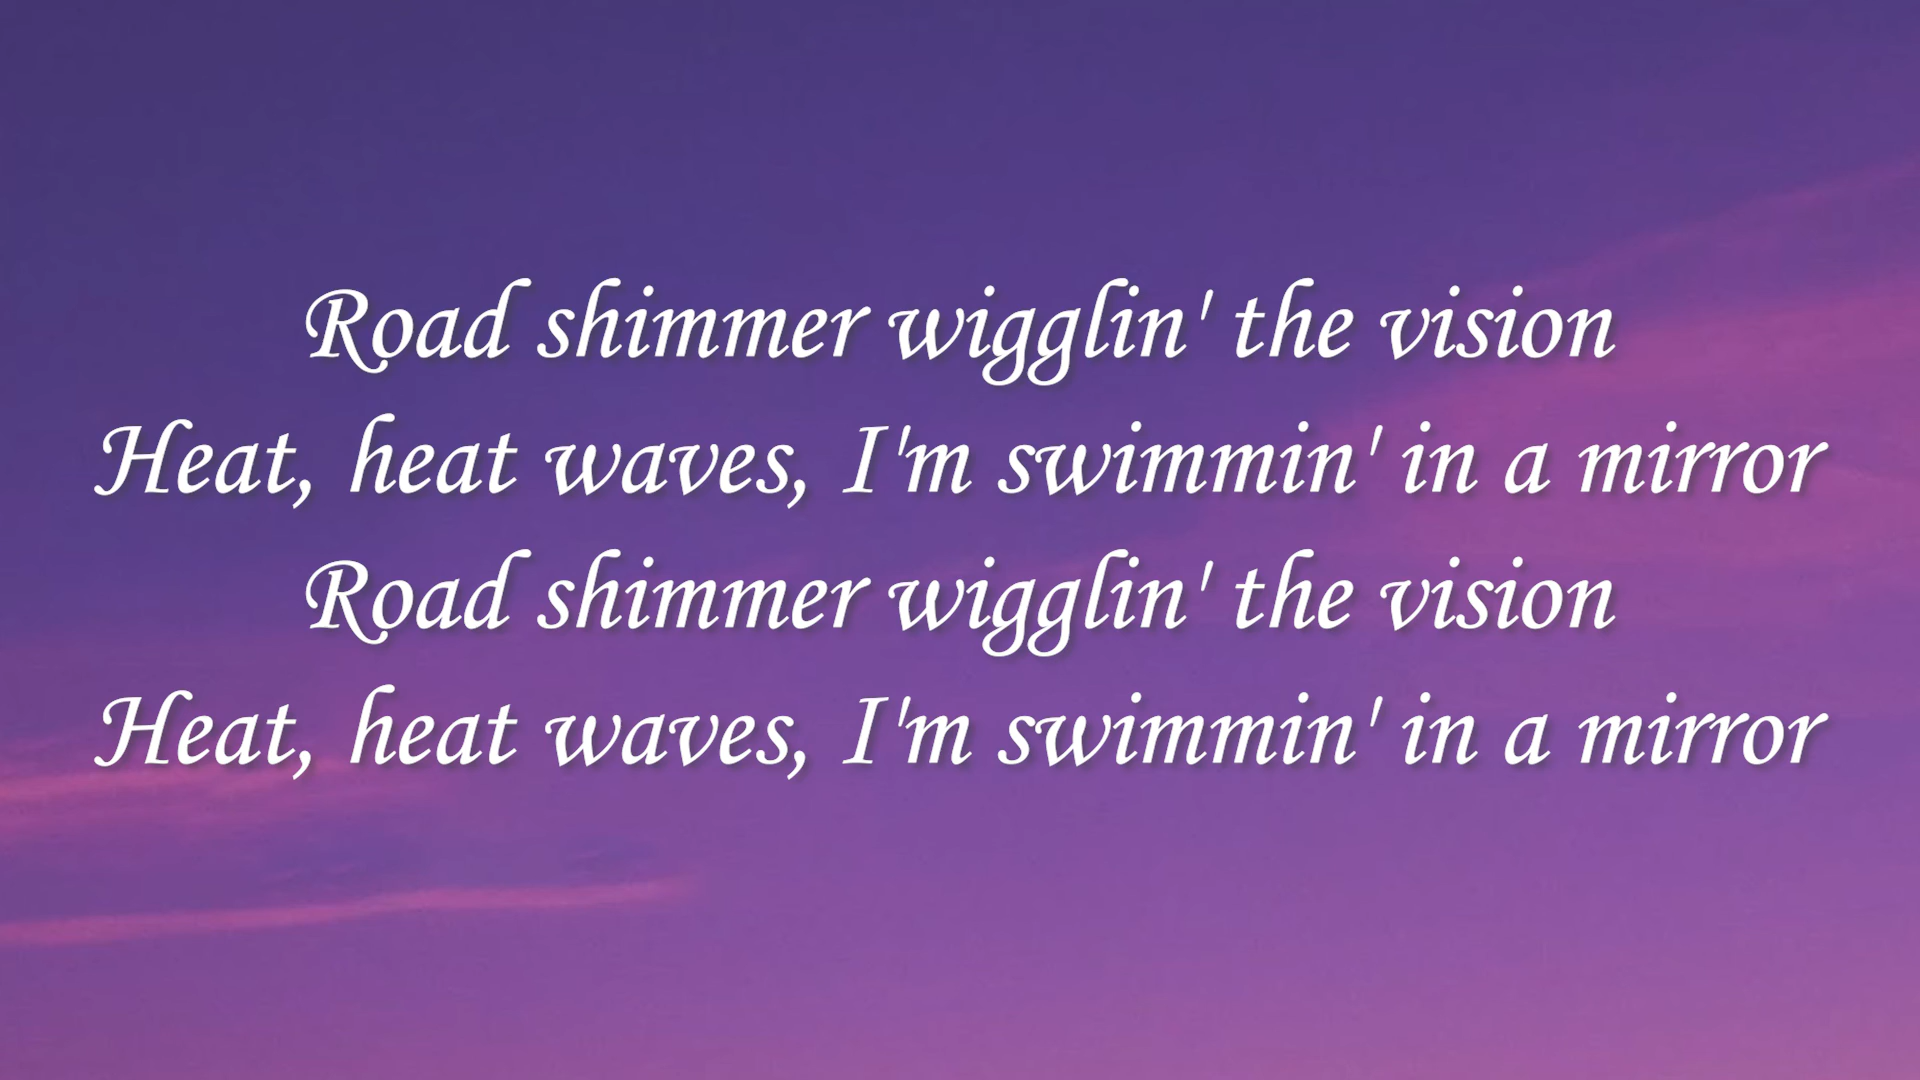 Road shimmer wigglin' the vision
Heat, heat waves, I'm swimmin' in a mirror
Road shimmer wigglin' the vision
Heat, heat waves, I'm swimmin' in a mirror